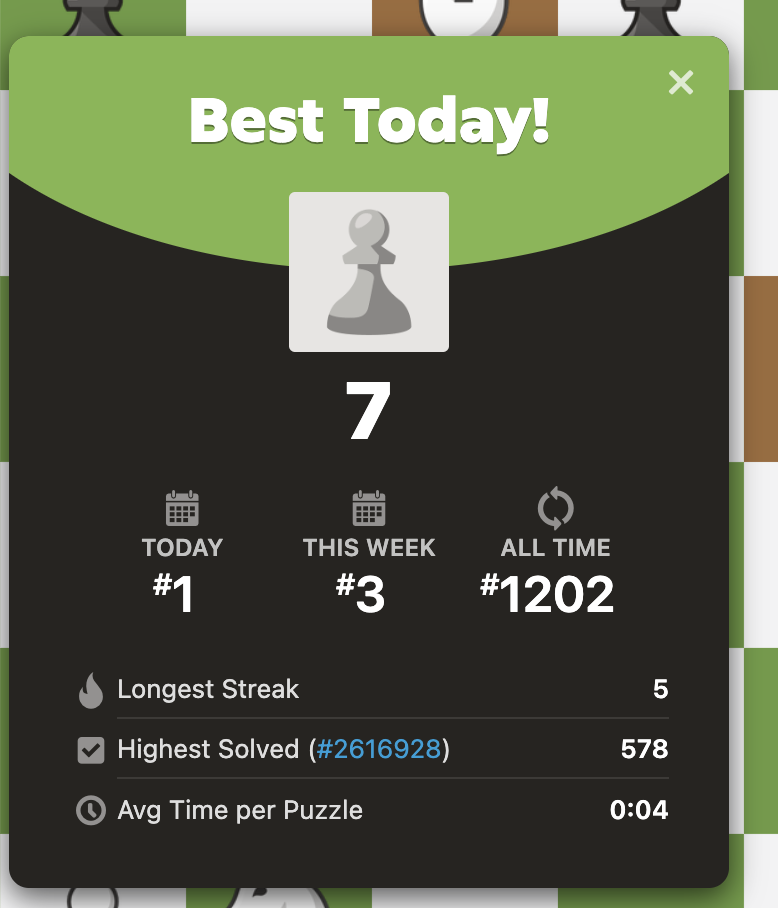 Best Today!
7
TODAY THIS WEEK ALL TIME
#1 #3 #1202
Longest Streak 5
Highest Solved (#2616928) 578
Avg Time per Puzzle 0:04